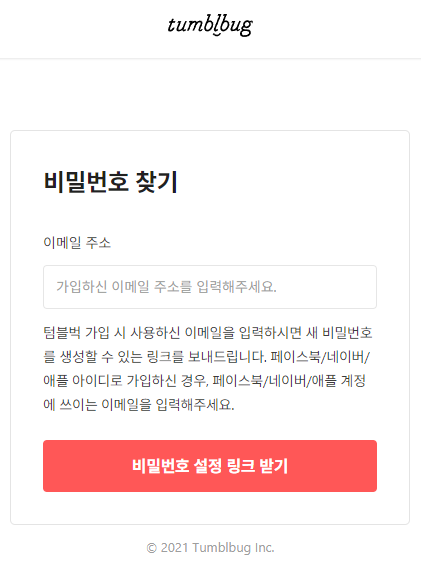 tumblbug
비밀번호 찾기
이메일 주소
가입하신 이메일 주소를 입력해주세요.
텀블벅 가입 시 사용하신 이메일을 입력하시면 새 비밀번호
를 생성할 수 있는 링크를 보내드립니다. 페이스북/네이버/
애플 아이디로 가입하신 경우, 페이스북/네이버/애플 계정
에 쓰이는 이메일을 입력해주세요.
비밀번호 설정 링크 받기
© 2021 Tumblbug Inc.